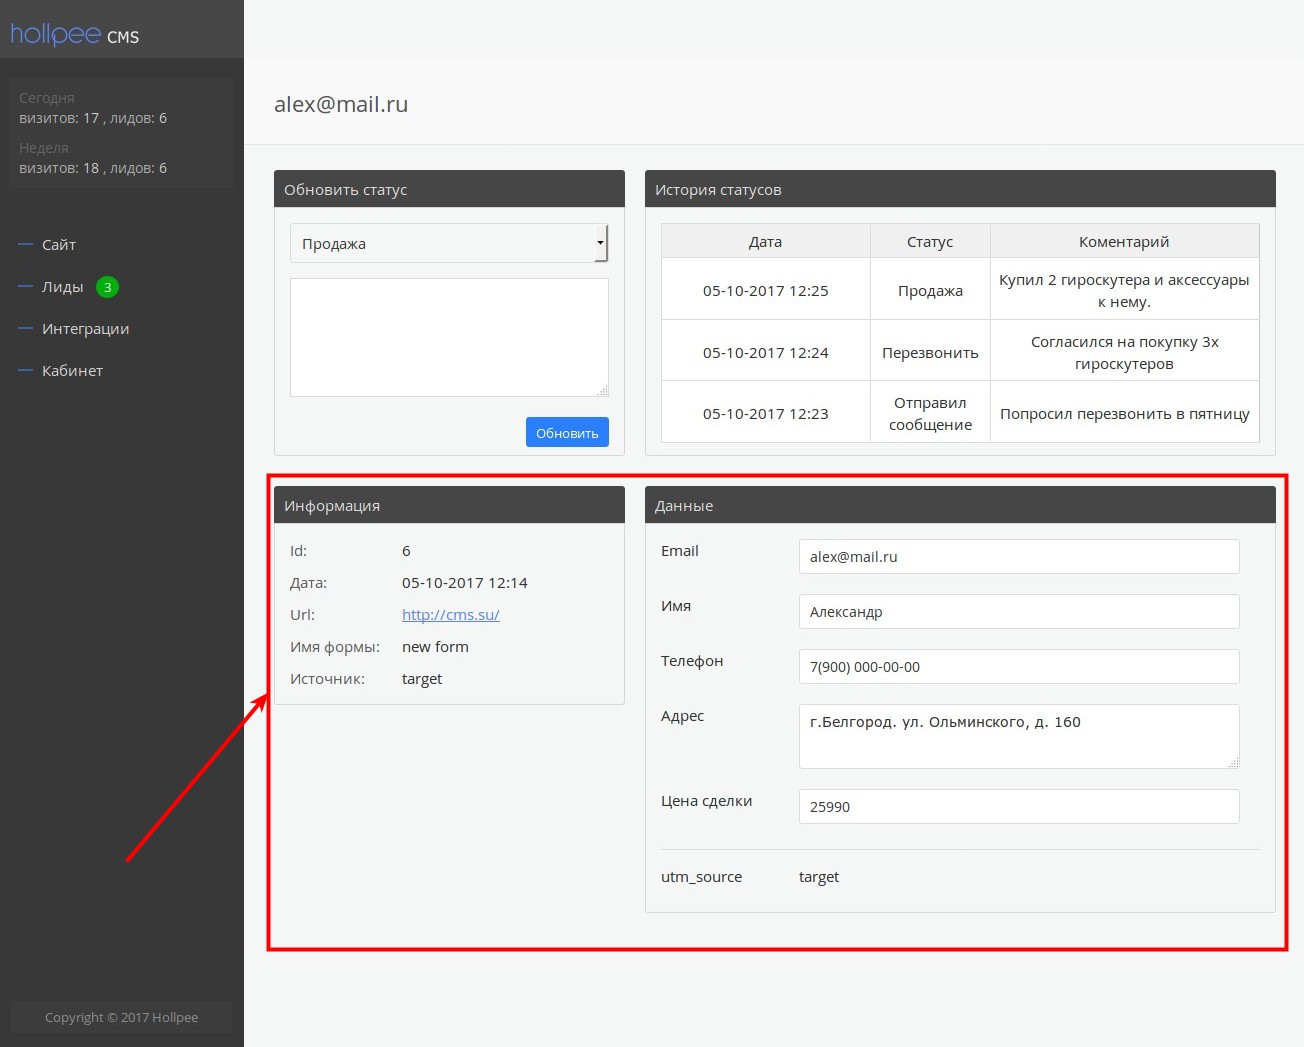 hollpee CMS
Сегодня
визитов: 17 , лидов: 6
Неделя
визитов: 18 , лидов: 6
Сайт
Лиды 3
Интеграции
Кабинет
Copyright © 2017 Hollpee
alex@mail.ru
Обновить статус
Продажа
Обновить
История статусов
Дата Статус Коментарий
05-10-2017 12:25 Продажа Купил 2 гироскутера и аксессуары
к нему.
05-10-2017 12:24 Перезвонить Согласился на покупку 3х
гироскутеров
05-10-2017 12:23 Отправил
сообщение Попросил перезвонить в пятницу
Информация
Id: 6
Дата: 05-10-2017 12:14
Url: http://cms.su/
Имя формы: new form
Источник: target
Данные
Email alex@mail.ru
Имя Александр
Телефон 7(900) 000-00-00
Адрес г.Белгород. ул. Ольминского, д. 160
Цена сделки 25990
utm_source target